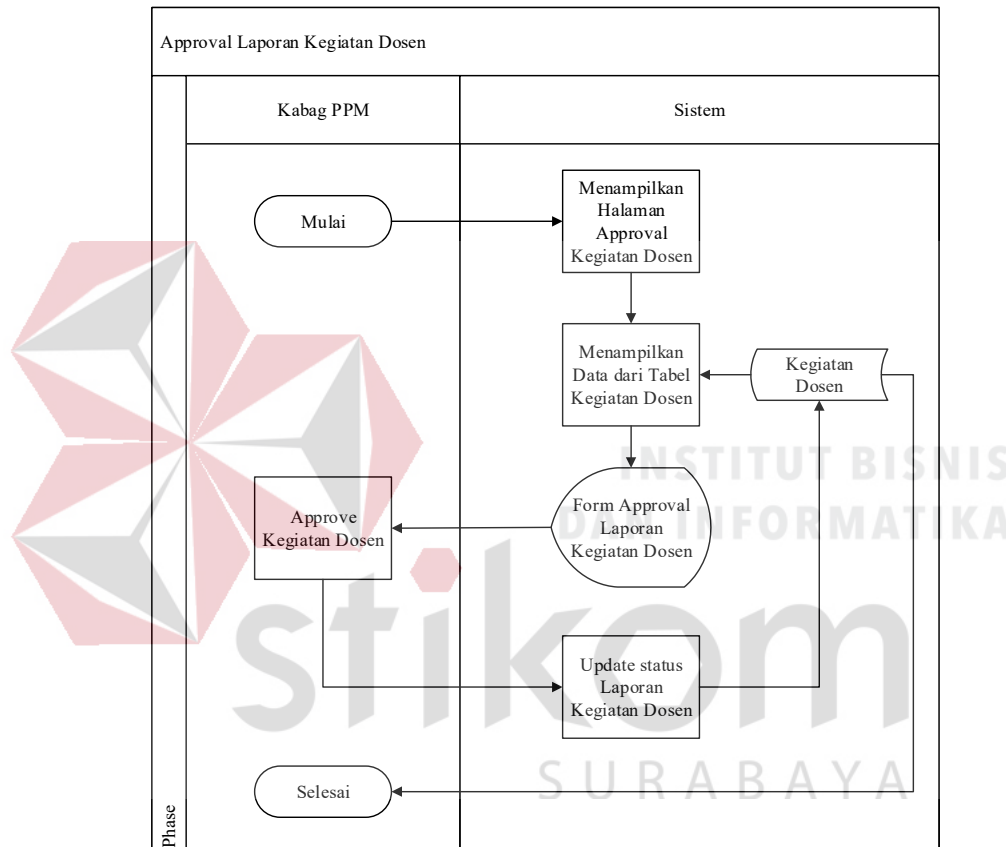 Approval Laporan Kegiatan Dosen
Kabag PPM
Sistem
Mulai
Menampilkan
Halaman
Approval
Kegiatan Dosen
Menampilkan
Data dari Tabel
Kegiatan Dosen
Kegiatan
Dosen
INSTITUT BISNIS
DAN INFORMATIKA
Form Approval
Laporan
Kegiatan Dosen
Approve
Kegiatan Dosen
stikom
Update status
Laporan
Kegiatan Dosen
SURABAYA
Selesai
Phase